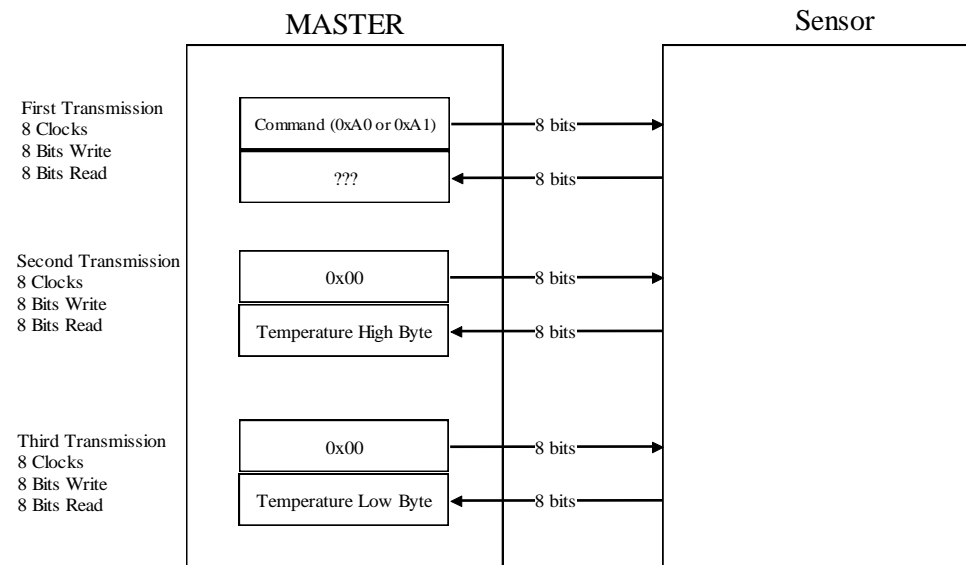 MASTER
Sensor
First Transmission
8 Clocks
8 Bits Write
8 Bits Read
Command (0xA0 or 0xA1)
8 bits
???
8 bits
Second Transmission
8 Clocks
8 Bits Write
8 Bits Read
0x00
8 bits
Temperature High Byte
8 bits
Third Transmission
8 Clocks
8 Bits Write
8 Bits Read
0x00
8 bits
Temperature Low Byte
8 bits